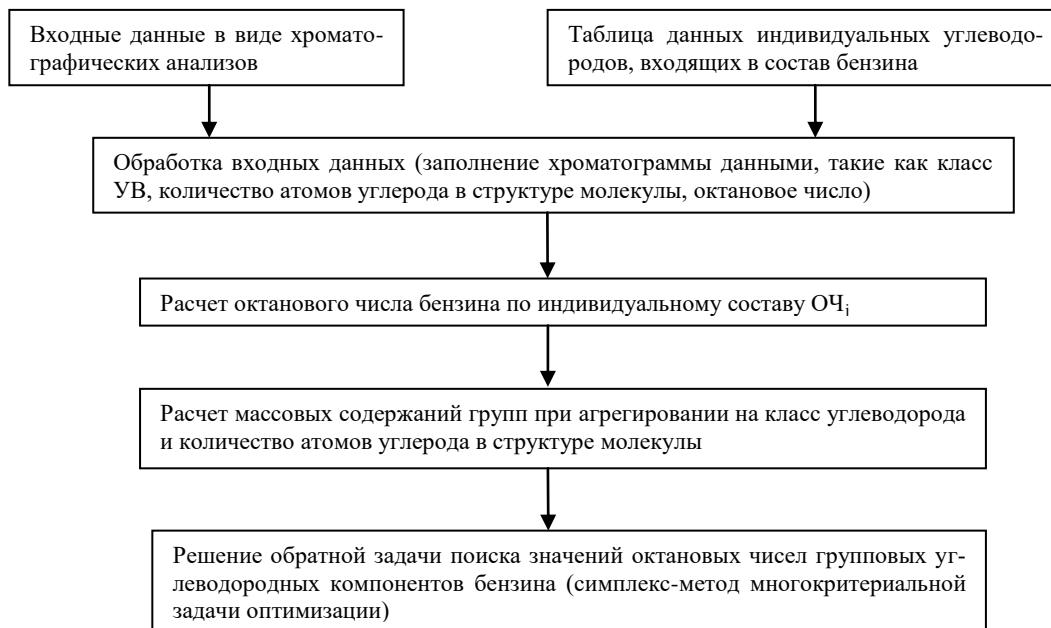 Входные данные в виде хромато-
графических анализов
Таблица данных индивидуальных углеводо-
родов, входящих в состав бензина
Обработка входных данных (заполнение хроматограммы данными, такие как класс
УВ, количество атомов углерода в структуре молекулы, октановое число)
Расчет октанового числа бензина по индивидуальному составу ОЧi
Расчет массовых содержаний групп при агрегировании на класс углеводорода
и количество атомов углерода в структуре молекулы
Решение обратной задачи поиска значений октановых чисел групповых уг-
леводородных компонентов бензина (симплекс-метод многокритериальной
задачи оптимизации)